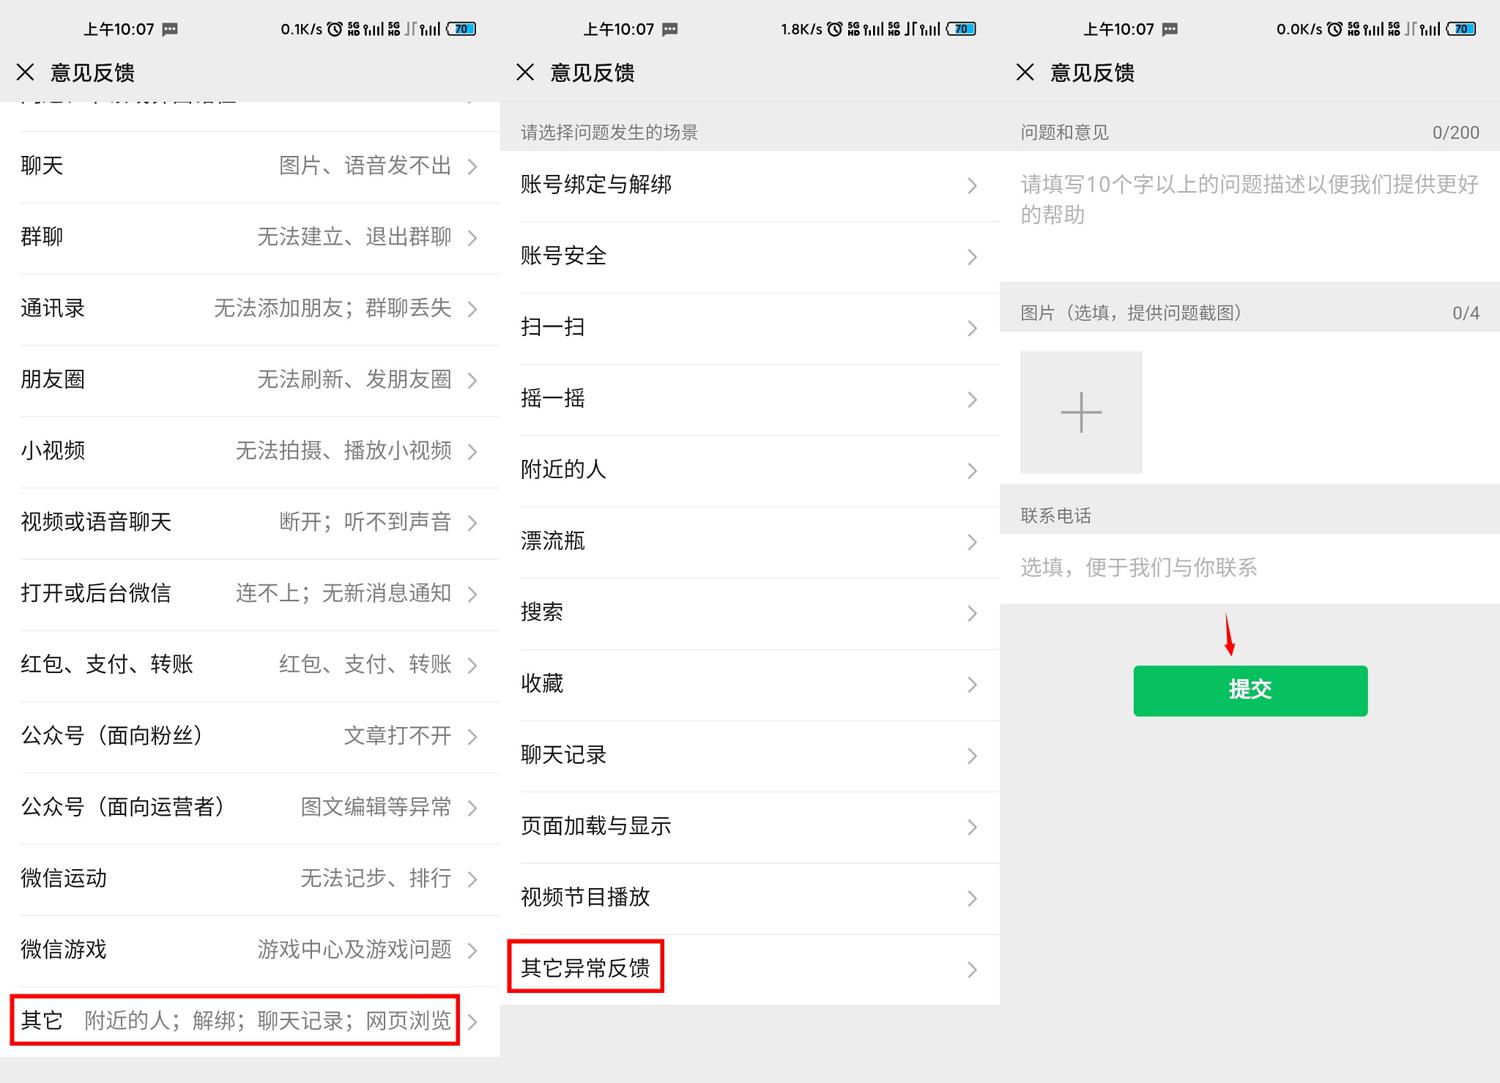 上午10:07
0.1K/s
5G HD
5G HD
70
意见反馈
聊天 图片、语音发不出
群聊 无法建立、退出群聊
通讯录 无法添加朋友；群聊丢失
朋友圈 无法刷新、发朋友圈
小视频 无法拍摄、播放小视频
视频或语音聊天 断开；听不到声音
打开或后台微信 连不上；无新消息通知
红包、支付、转账 红包、支付、转账
公众号（面向粉丝） 文章打不开
公众号（面向运营者） 图文编辑等异常
微信运动 无法记步、排行
微信游戏 游戏中心及游戏问题
其它 附近的人；解绑；聊天记录；网页浏览
上午10:07
1.8K/s
5G HD
5G HD
70
意见反馈
请选择问题发生的场景
账号绑定与解绑
账号安全
扫一扫
摇一摇
附近的人
漂流瓶
搜索
收藏
聊天记录
页面加载与显示
视频节目播放
其它异常反馈
上午10:07
0.0K/s
5G HD
5G HD
70
意见反馈
问题和意见 0/200
请填写10个字以上的问题描述以便我们提供更好
的帮助
图片（选填，提供问题截图） 0/4
联系电话
选填，便于我们与你联系
提交